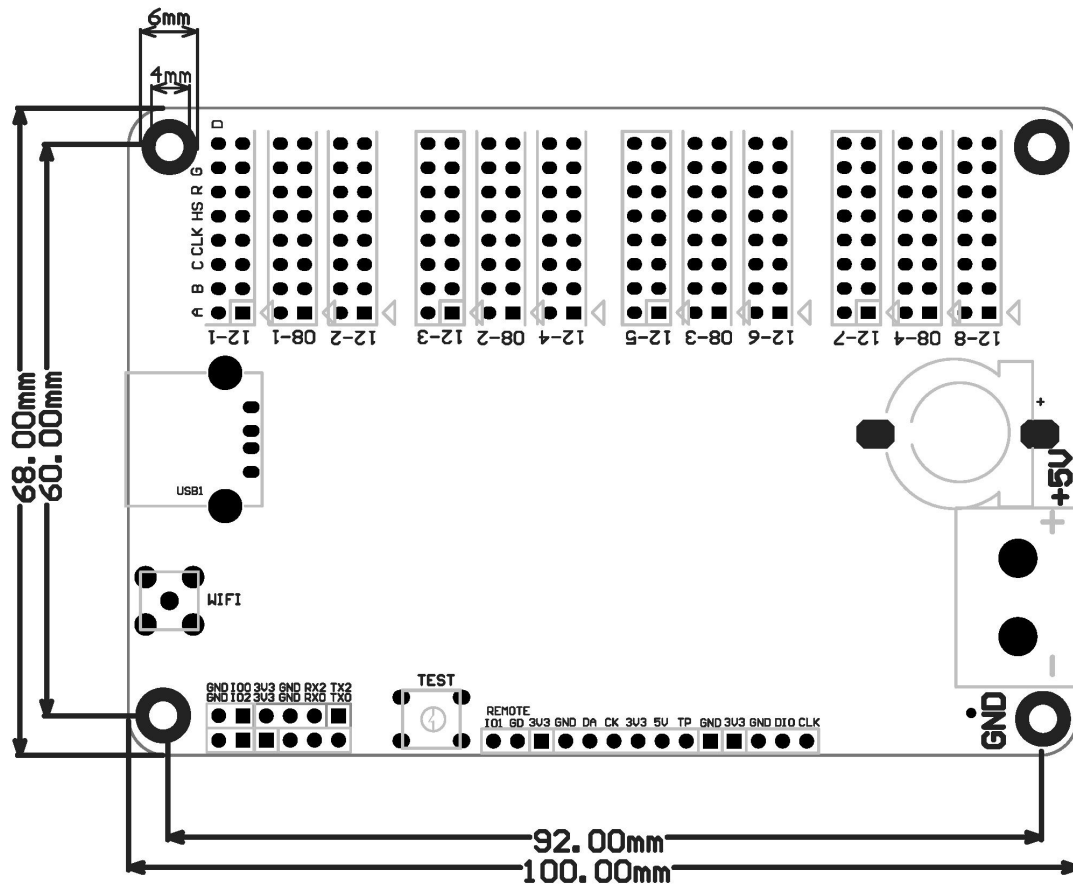 6mm
4mm
D
G
R
HS
CLK
C
B
A
12-1
08-1
12-2
12-3
08-2
12-4
12-5
08-3
12-6
12-7
08-4
12-8
68.00mm
60.00mm
USB1
+
+5V
+
-
WIFI
GND IO0 3V3 GND RX2 TX2
GND IO2 3V3 GND RX0 TX0
TEST
REMOTE
IO1 GD 3V3 GND DA CK 3V3 5V TP GND 3V3 GND DIO CLK
GND
92.00mm
100.00mm